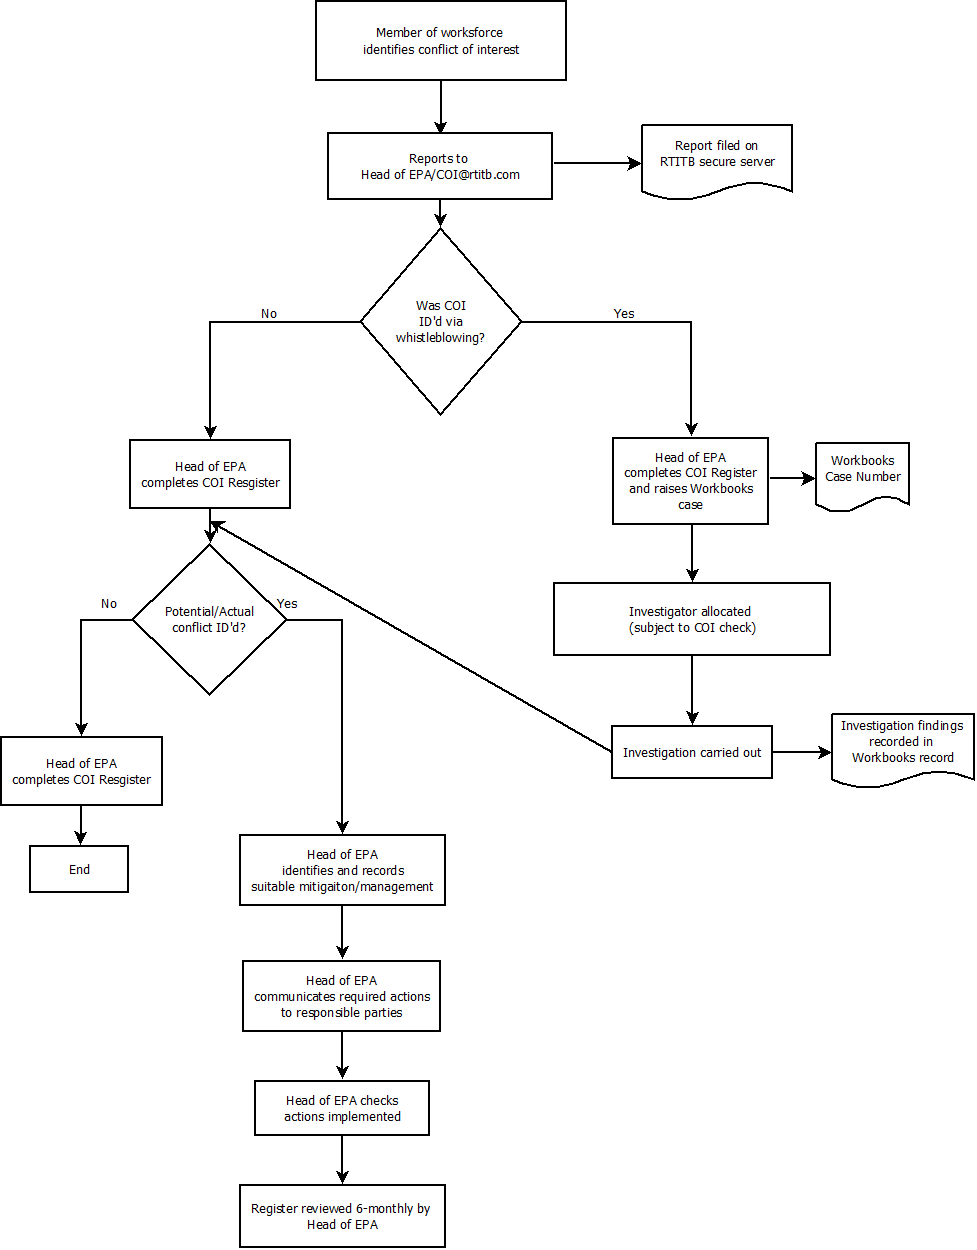 Member of worksforce
identifies conflict of interest
Reports to
Head of EPA/COI@rtitb.com
Report filed on
RTITB secure server
Was COI
ID'd via
whistleblowing?
No
Yes
Head of EPA
completes COI Resgister
Head of EPA
completes COI Register
and raises Workbooks
case
Workbooks
Case Number
Potential/Actual
conflict ID'd?
No
Yes
Investigator allocated
(subject to COI check)
Investigation carried out
Investigation findings
recorded in
Workbooks record
Head of EPA
completes COI Resgister
End
Head of EPA
identifies and records
suitable mitigaiton/management
Head of EPA
communicates required actions
to responsible parties
Head of EPA checks
actions implemented
Register reviewed 6-monthly by
Head of EPA